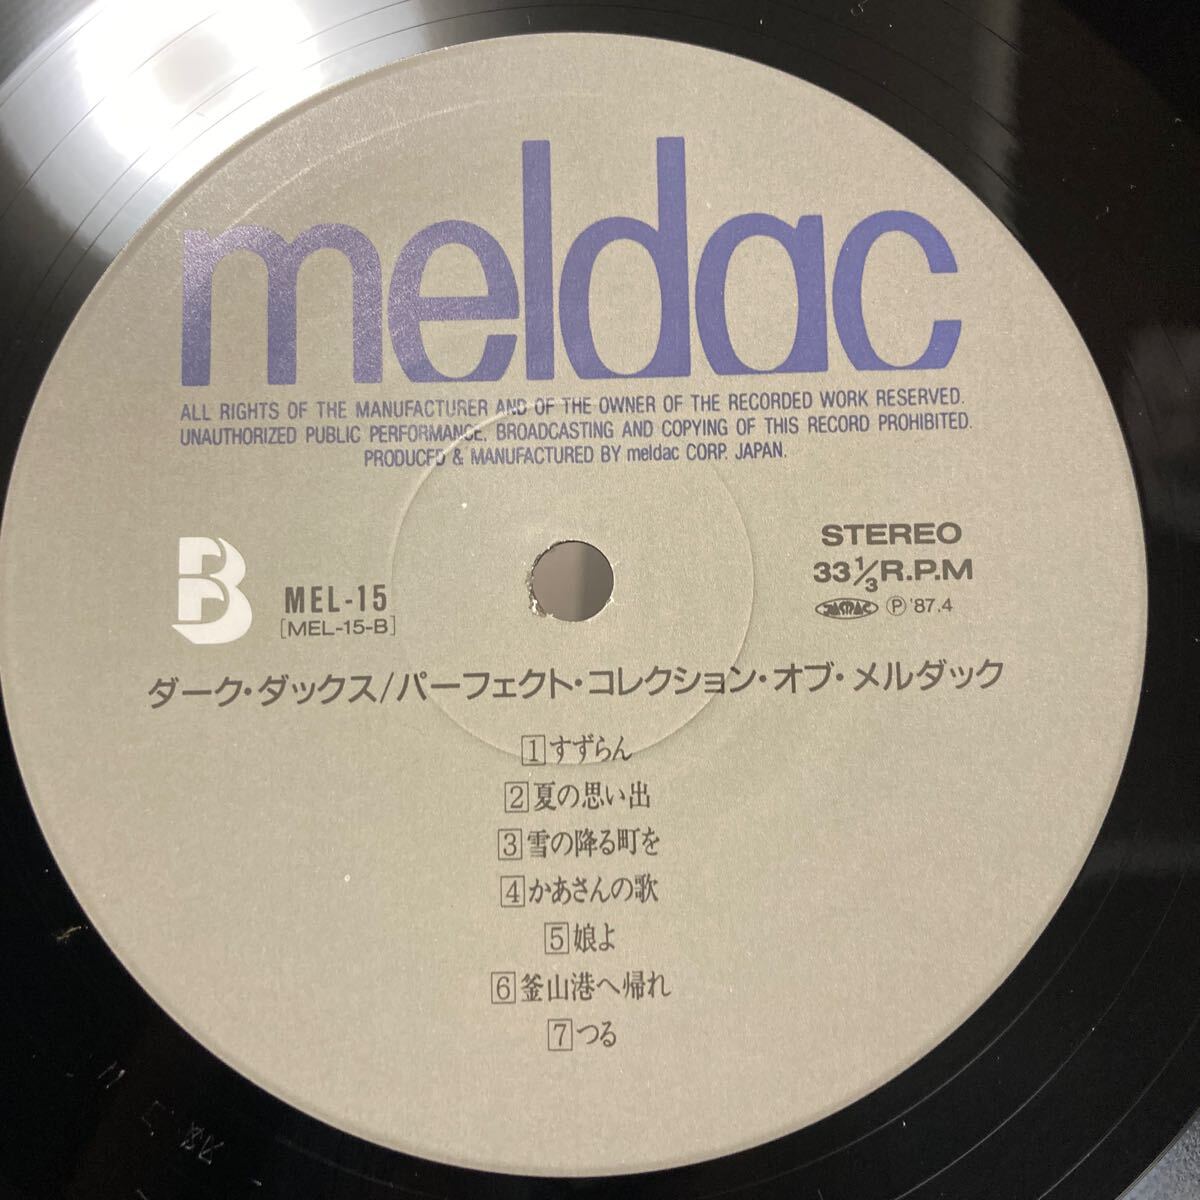 meldac
ALL RIGHTS OF THE MANUFACTURER AND OF THE OWNER OF THE RECORDED WORK RESERVED.
UNAUTHORIZED PUBLIC PERFORMANCE, BROADCASTING AND COPYING OF THIS RECORD PROHIBITED.
PRODUCED & MANUFACTURED BY meldac CORP. JAPAN.
B
MEL-15
[MEL-15-B]
STEREO
33 1/3 R.P.M
JASRAC Ⓟ '87.4
ダーク・ダックス/パーフェクト・コレクション・オブ・メルダック
1 すずらん
2 夏の思い出
3 雪の降る町を
4 かあさんの歌
5 娘よ
6 釜山港へ帰れ
7 つる